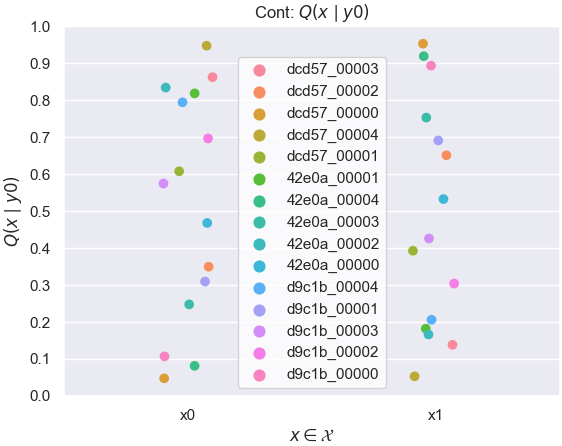 Cont: Q(x | y0)
1.0
0.9
0.8
0.7
0.6
0.5
0.4
0.3
0.2
0.1
0.0
Q(x | y0)
dcd57_00003
dcd57_00002
dcd57_00000
dcd57_00004
dcd57_00001
42e0a_00001
42e0a_00004
42e0a_00003
42e0a_00002
42e0a_00000
d9c1b_00004
d9c1b_00001
d9c1b_00003
d9c1b_00002
d9c1b_00000
x0 x1
x ∈ 𝒳